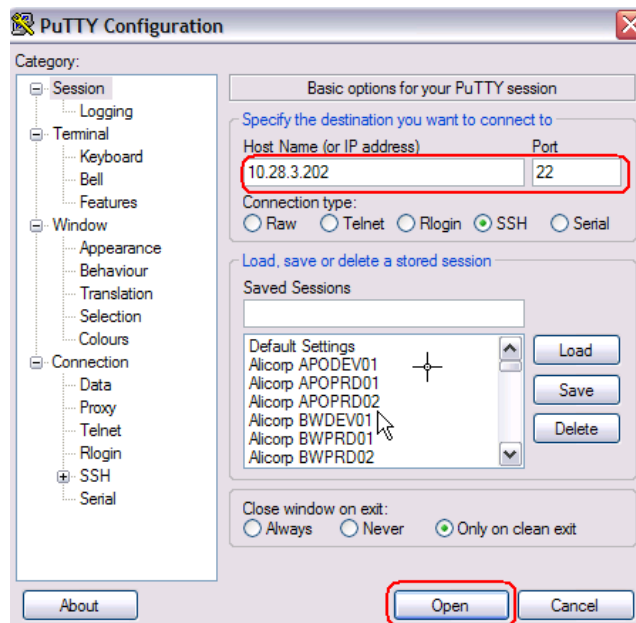 PuTTY Configuration
Category:
Session
Logging
Teminal
Keyboard
Bell
Features
Window
Appearance
Behaviour
Translation
Selection
Colours
Connection
Data
Proxy
Telnet
Rlogin
SSH
Serial
Basic options for your PuTTY session
Specify the destination you want to connect to
Host Name (or IP address) Port
10.28.3.202 22
Connection type:
Raw Telnet Rlogin SSH Serial
Load, save or delete a stored session
Saved Sessions
Default Settings
Alicorp APODEV01
Alicorp APOPRD01
Alicorp APOPRD02
Alicorp BWDEV01
Alicorp BWPRD01
Alicorp BWPRD02
Load
Save
Delete
Close window on exit:
Always Never Only on clean exit
About Open Cancel